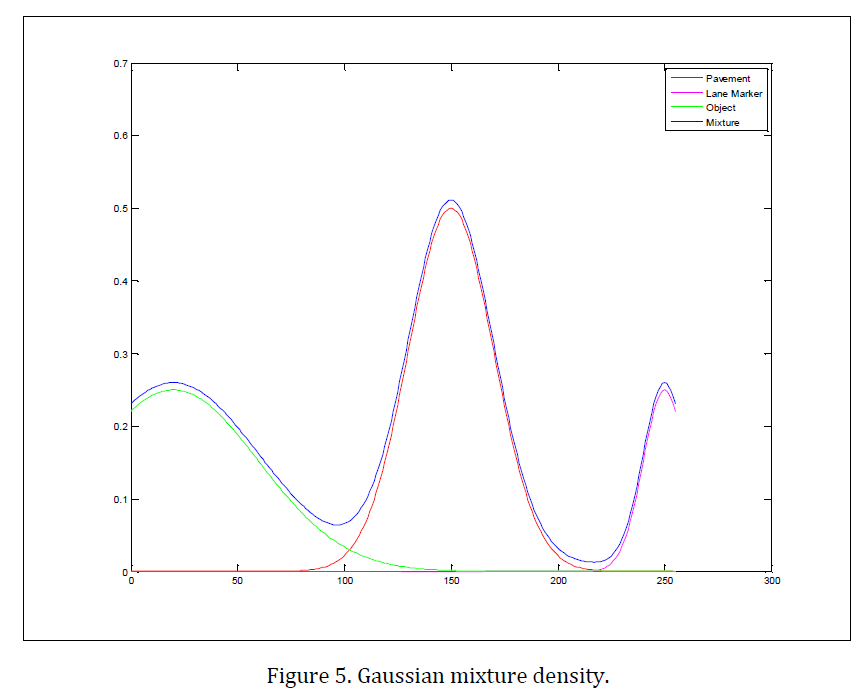 0.7
0.6
0.5
0.4
0.3
0.2
0.1
0
0 50 100 150 200 250 300
Pavement
Lane Marker
Object
Mixture
Figure 5. Gaussian mixture density.